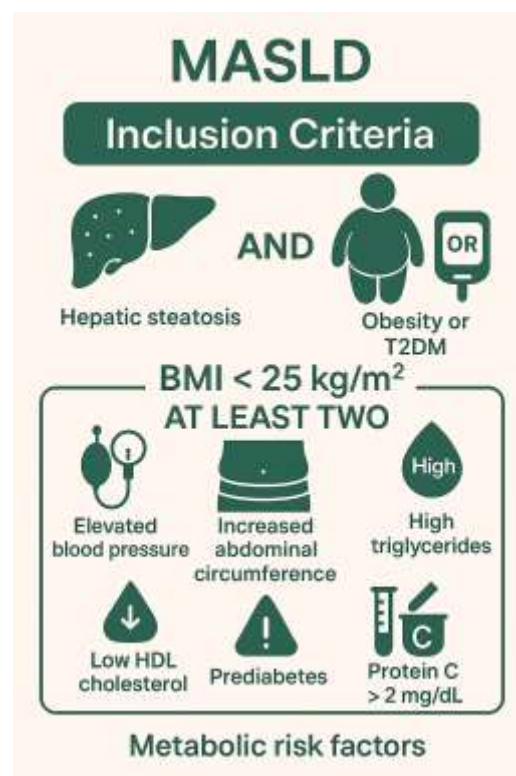 MASLD
Inclusion Criteria
AND
OR
Hepatic steatosis
Obesity or
T2DM
BMI < 25 kg/m²
AT LEAST TWO
High
Elevated
blood pressure
Increased
abdominal
circumference
High
triglycerides
C
Low HDL
cholesterol
Prediabetes
Protein C
> 2 mg/dL
Metabolic risk factors